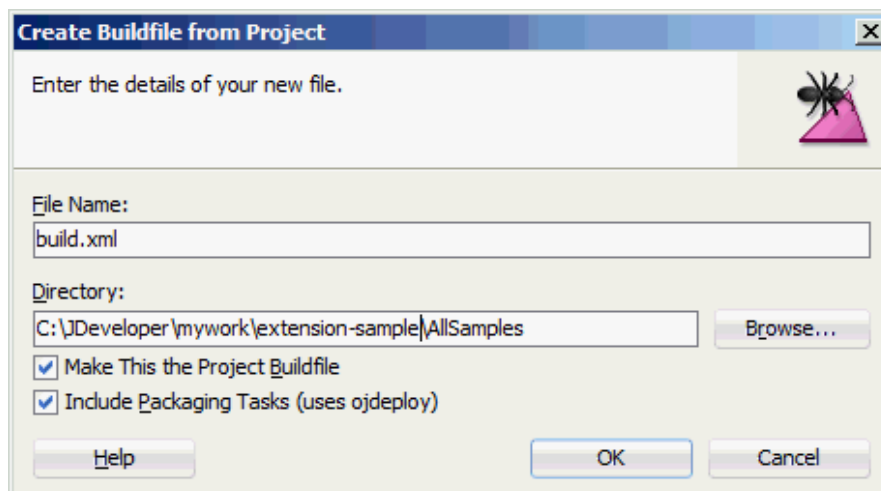 Create Buildfile from Project
Enter the details of your new file.
File Name:
build.xml
Directory:
C:\JDeveloper\mywork\extension-sample\AllSamples
Browse...
Make This the Project Buildfile
Include Packaging Tasks (uses ojdeploy)
Help
OK
Cancel